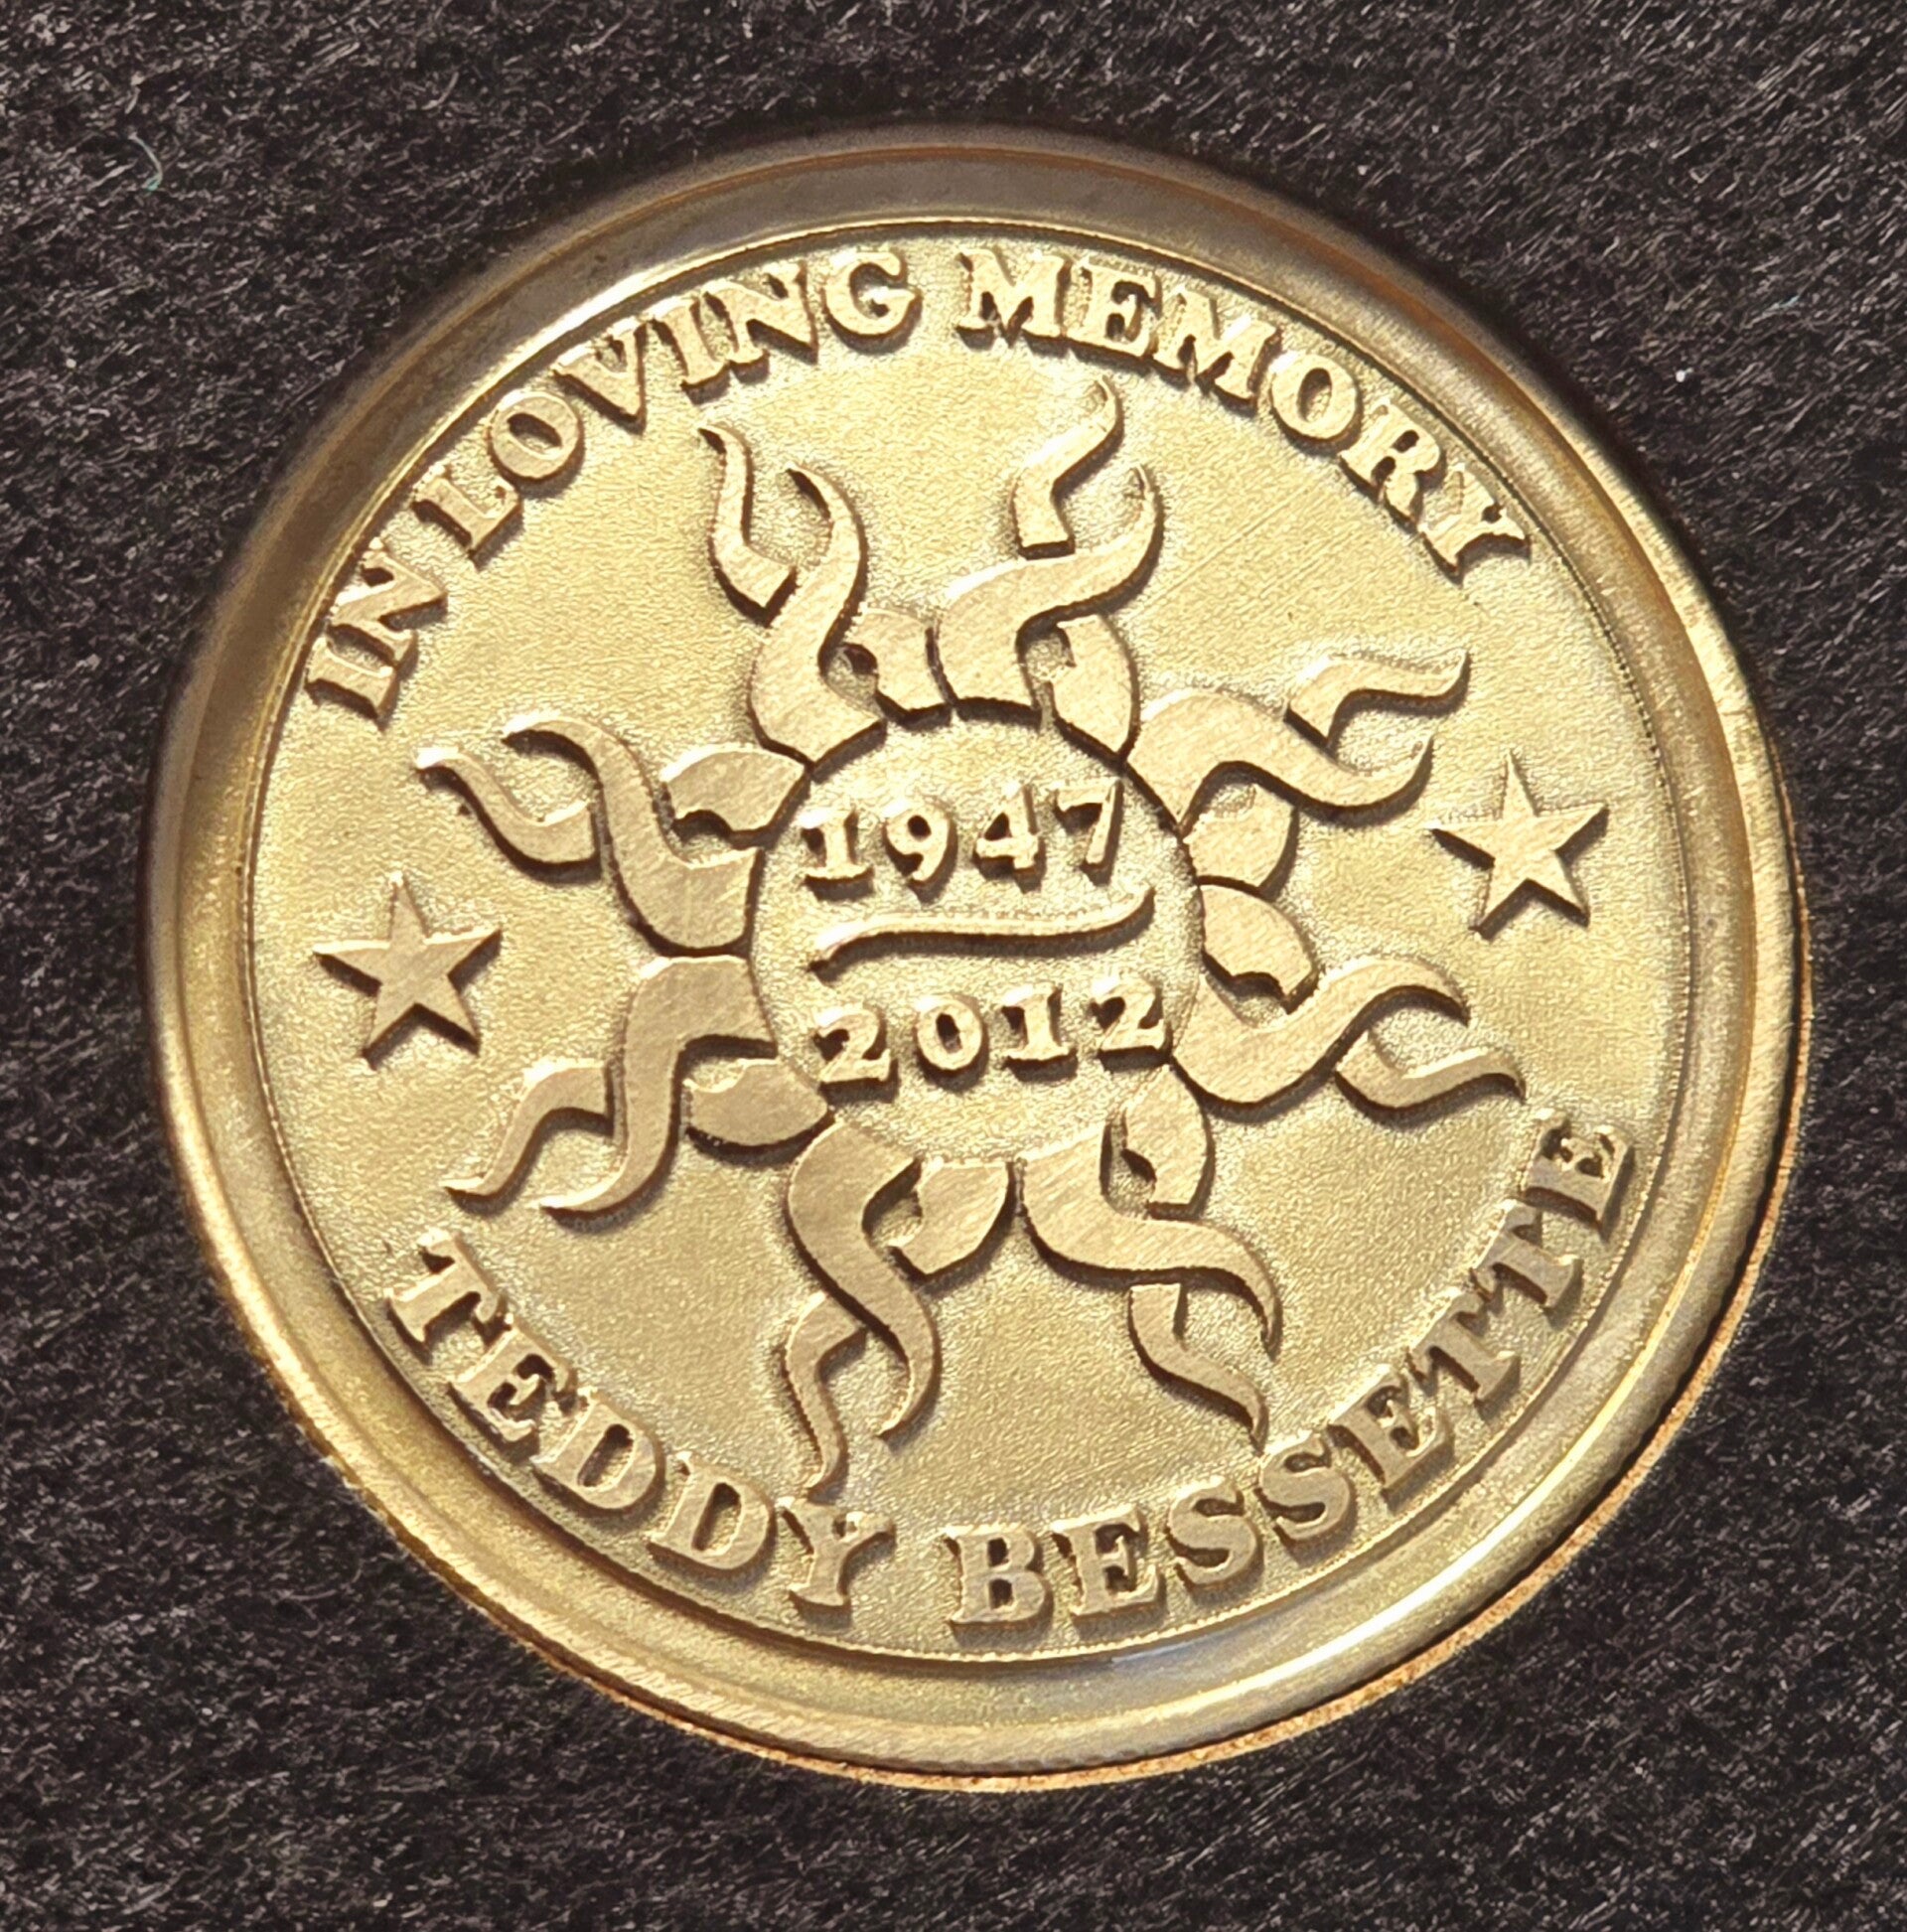 IN LOVING MEMORY
1947
2012
TEDDY BESSETTE